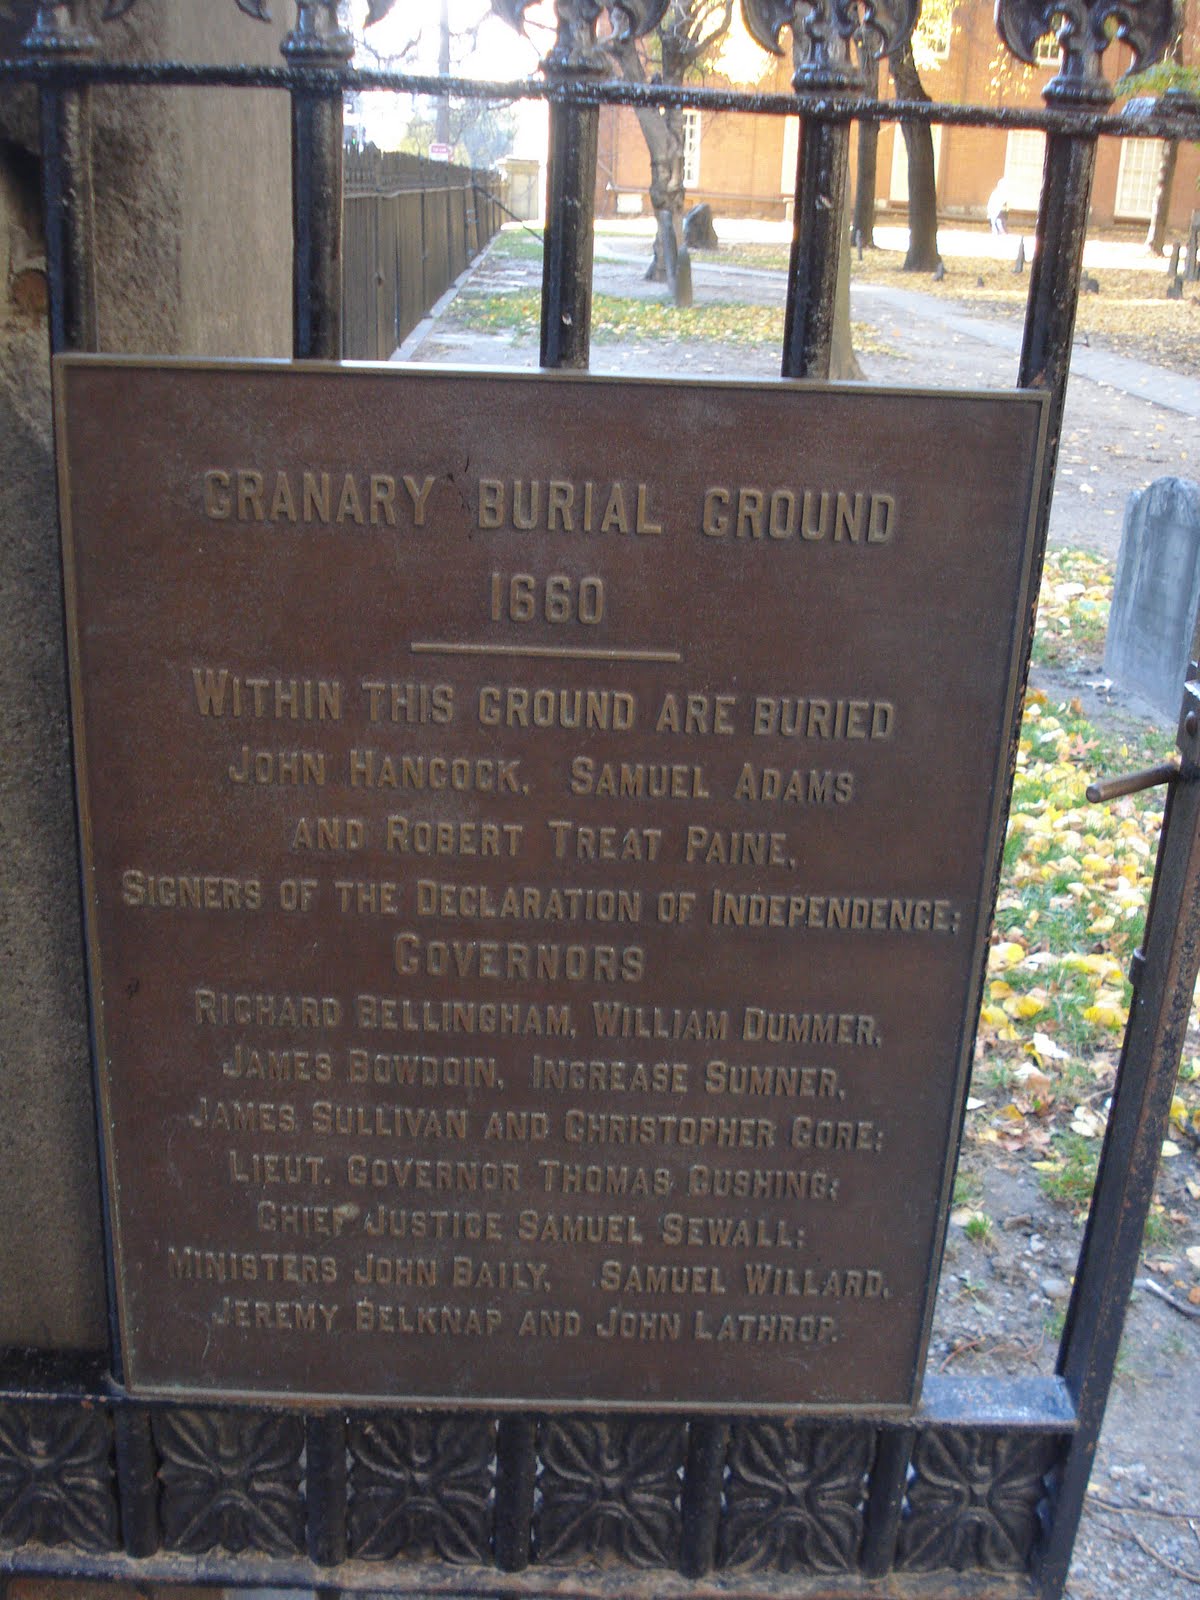 GRANARY BURIAL GROUND
1660
WITHIN THIS GROUND ARE BURIED
JOHN HANCOCK, SAMUEL ADAMS
AND ROBERT TREAT PAINE,
SIGNERS OF THE DECLARATION OF INDEPENDENCE;
GOVERNORS
RICHARD BELLINGHAM, WILLIAM DUMMER,
JAMES BOWDOIN, INCREASE SUMNER,
JAMES SULLIVAN AND CHRISTOPHER GORE;
LIEUT. GOVERNOR THOMAS CUSHING;
CHIEF JUSTICE SAMUEL SEWALL;
MINISTERS JOHN BAILY, SAMUEL WILLARD,
JEREMY BELKNAP AND JOHN LATHROP.